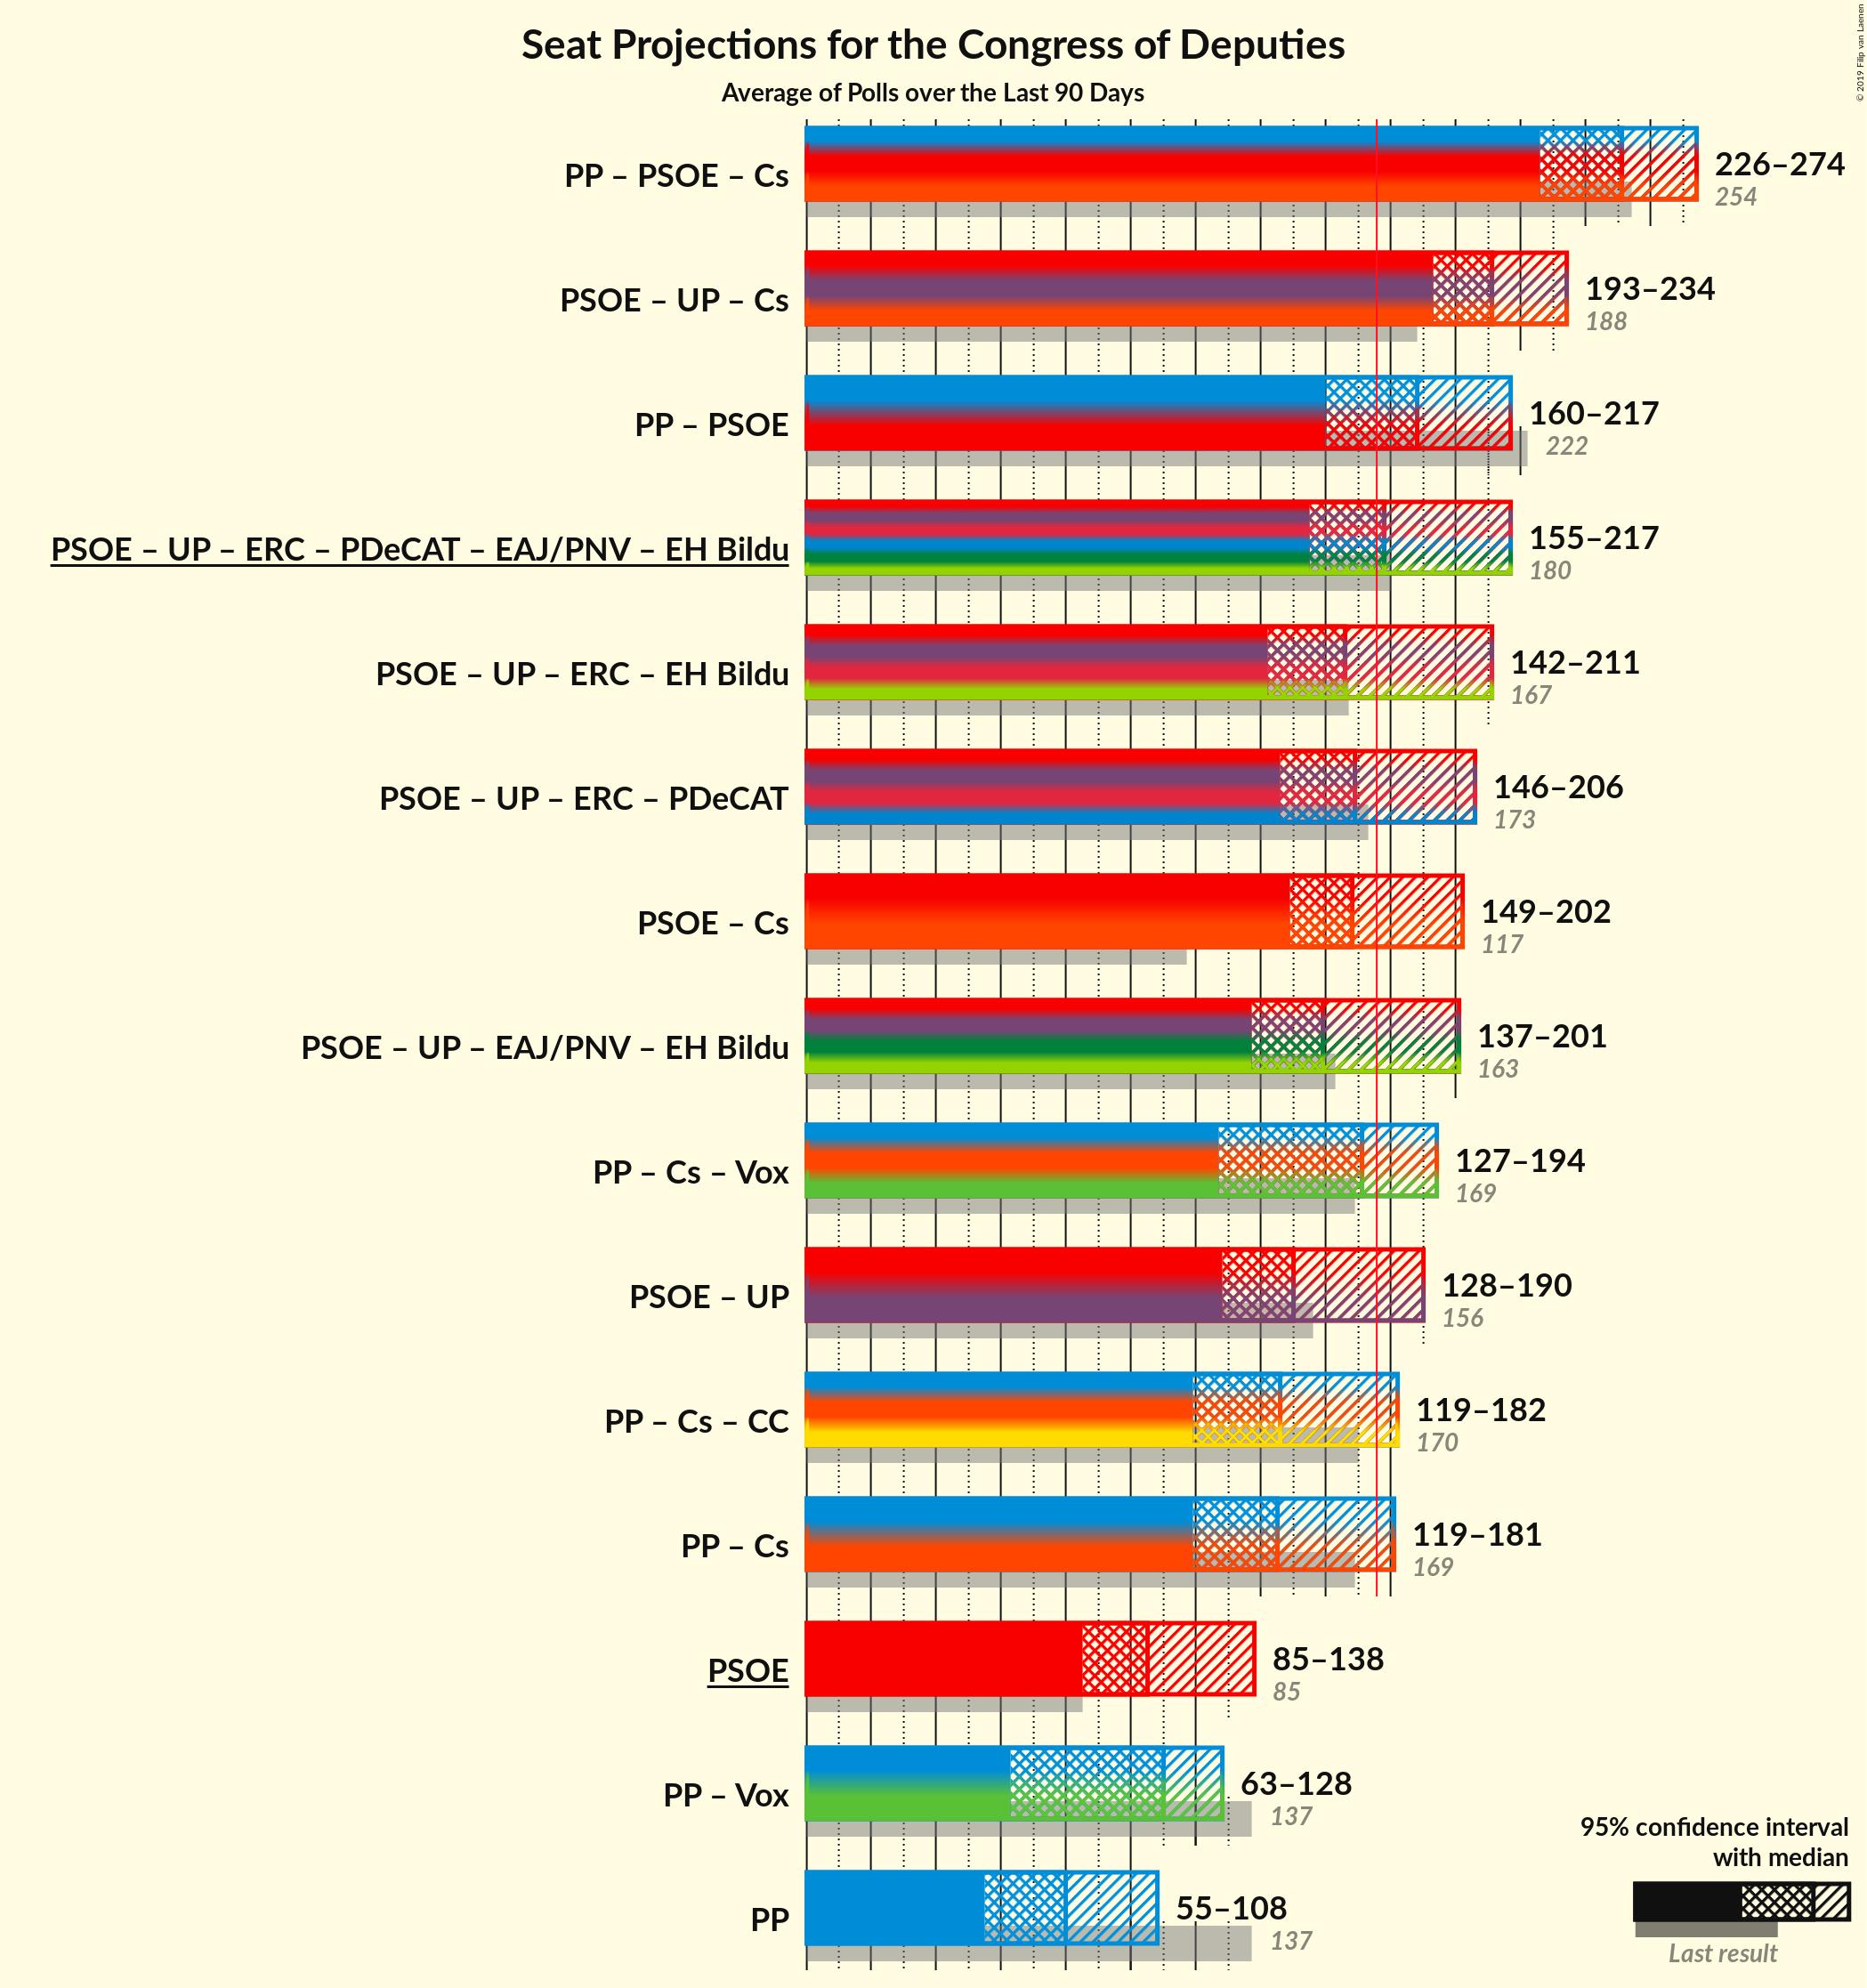 Seat Projections for the Congress of Deputies
Average of Polls over the Last 90 Days
© 2019 Filip van Laenen
PP – PSOE – Cs
226–274
254
PSOE – UP – Cs
193–234
188
PP – PSOE
160–217
222
PSOE – UP – ERC – PDeCAT – EAJ/PNV – EH Bildu
155–217
180
PSOE – UP – ERC – EH Bildu
142–211
167
PSOE – UP – ERC – PDeCAT
146–206
173
PSOE – Cs
149–202
117
PSOE – UP – EAJ/PNV – EH Bildu
137–201
163
PP – Cs – Vox
127–194
169
PSOE – UP
128–190
156
PP – Cs – CC
119–182
170
PP – Cs
119–181
169
PSOE
85–138
85
PP – Vox
63–128
137
PP
55–108
137
95% confidence interval
with median
Last result